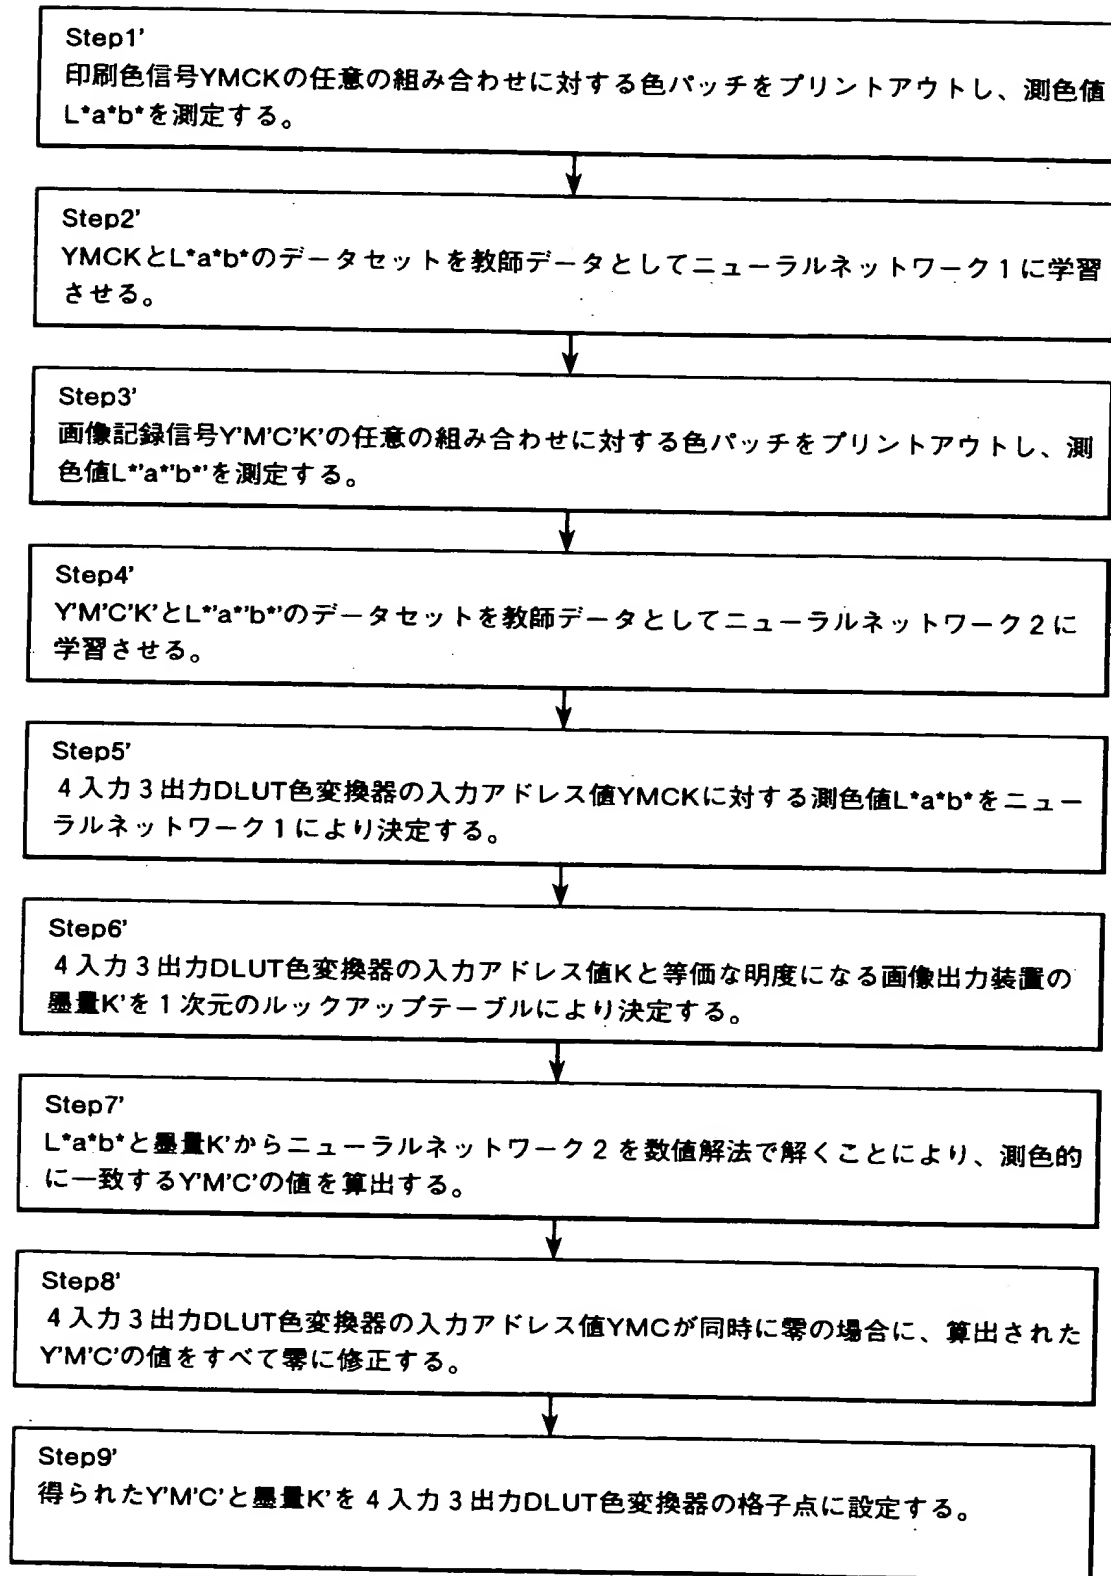 Step1'
印刷色信号YMCKの任意の組み合わせに対する色パッチをプリントアウトし、測色値
L*a*b*を測定する。
Step2'
YMCKとL*a*b*のデータセットを教師データとしてニューラルネットワーク1に学習
させる。
Step3'
画像記録信号Y'M'C'K'の任意の組み合わせに対する色パッチをプリントアウトし、測
色値L*'a*'b*'を測定する。
Step4'
Y'M'C'K'とL*'a*'b*'のデータセットを教師データとしてニューラルネットワーク2に
学習させる。
Step5'
4入力3出力DLUT色変換器の入力アドレス値YMCKに対する測色値L*a*b*をニュー
ラルネットワーク1により決定する。
Step6'
4入力3出力DLUT色変換器の入力アドレス値Kと等価な明度になる画像出力装置の
墨量K'を1次元のルックアップテーブルにより決定する。
Step7'
L*a*b*と墨量K'からニューラルネットワーク2を数値解法で解くことにより、測色的
に一致するY'M'C'の値を算出する。
Step8'
4入力3出力DLUT色変換器の入力アドレス値YMCが同時に零の場合に、算出された
Y'M'C'の値をすべて零に修正する。
Step9'
得られたY'M'C'と墨量K'を4入力3出力DLUT色変換器の格子点に設定する。